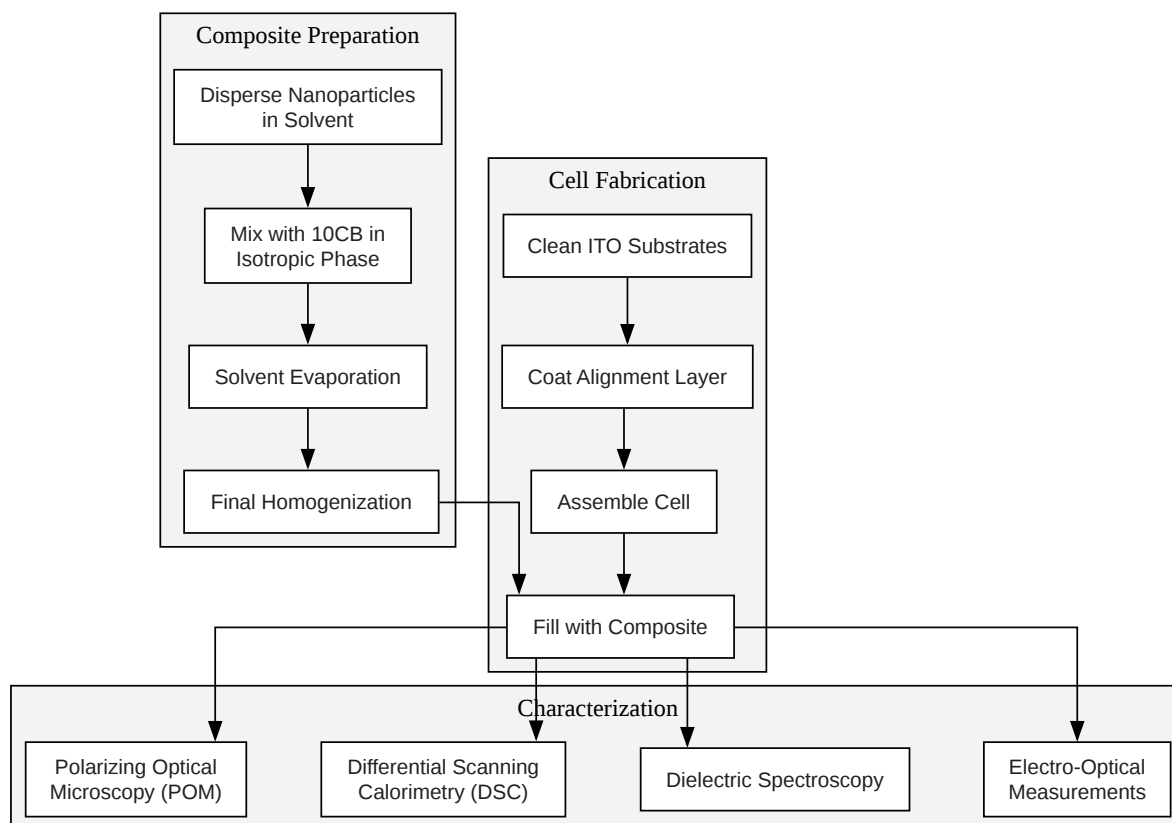 Composite Preparation
Disperse Nanoparticles
in Solvent
Mix with 10CB in
Isotropic Phase
Solvent Evaporation
Final Homogenization
Cell Fabrication
Clean ITO Substrates
Coat Alignment Layer
Assemble Cell
Fill with Composite
Characterization
Polarizing Optical
Microscopy (POM)
Differential Scanning
Calorimetry (DSC)
Dielectric Spectroscopy
Electro-Optical
Measurements